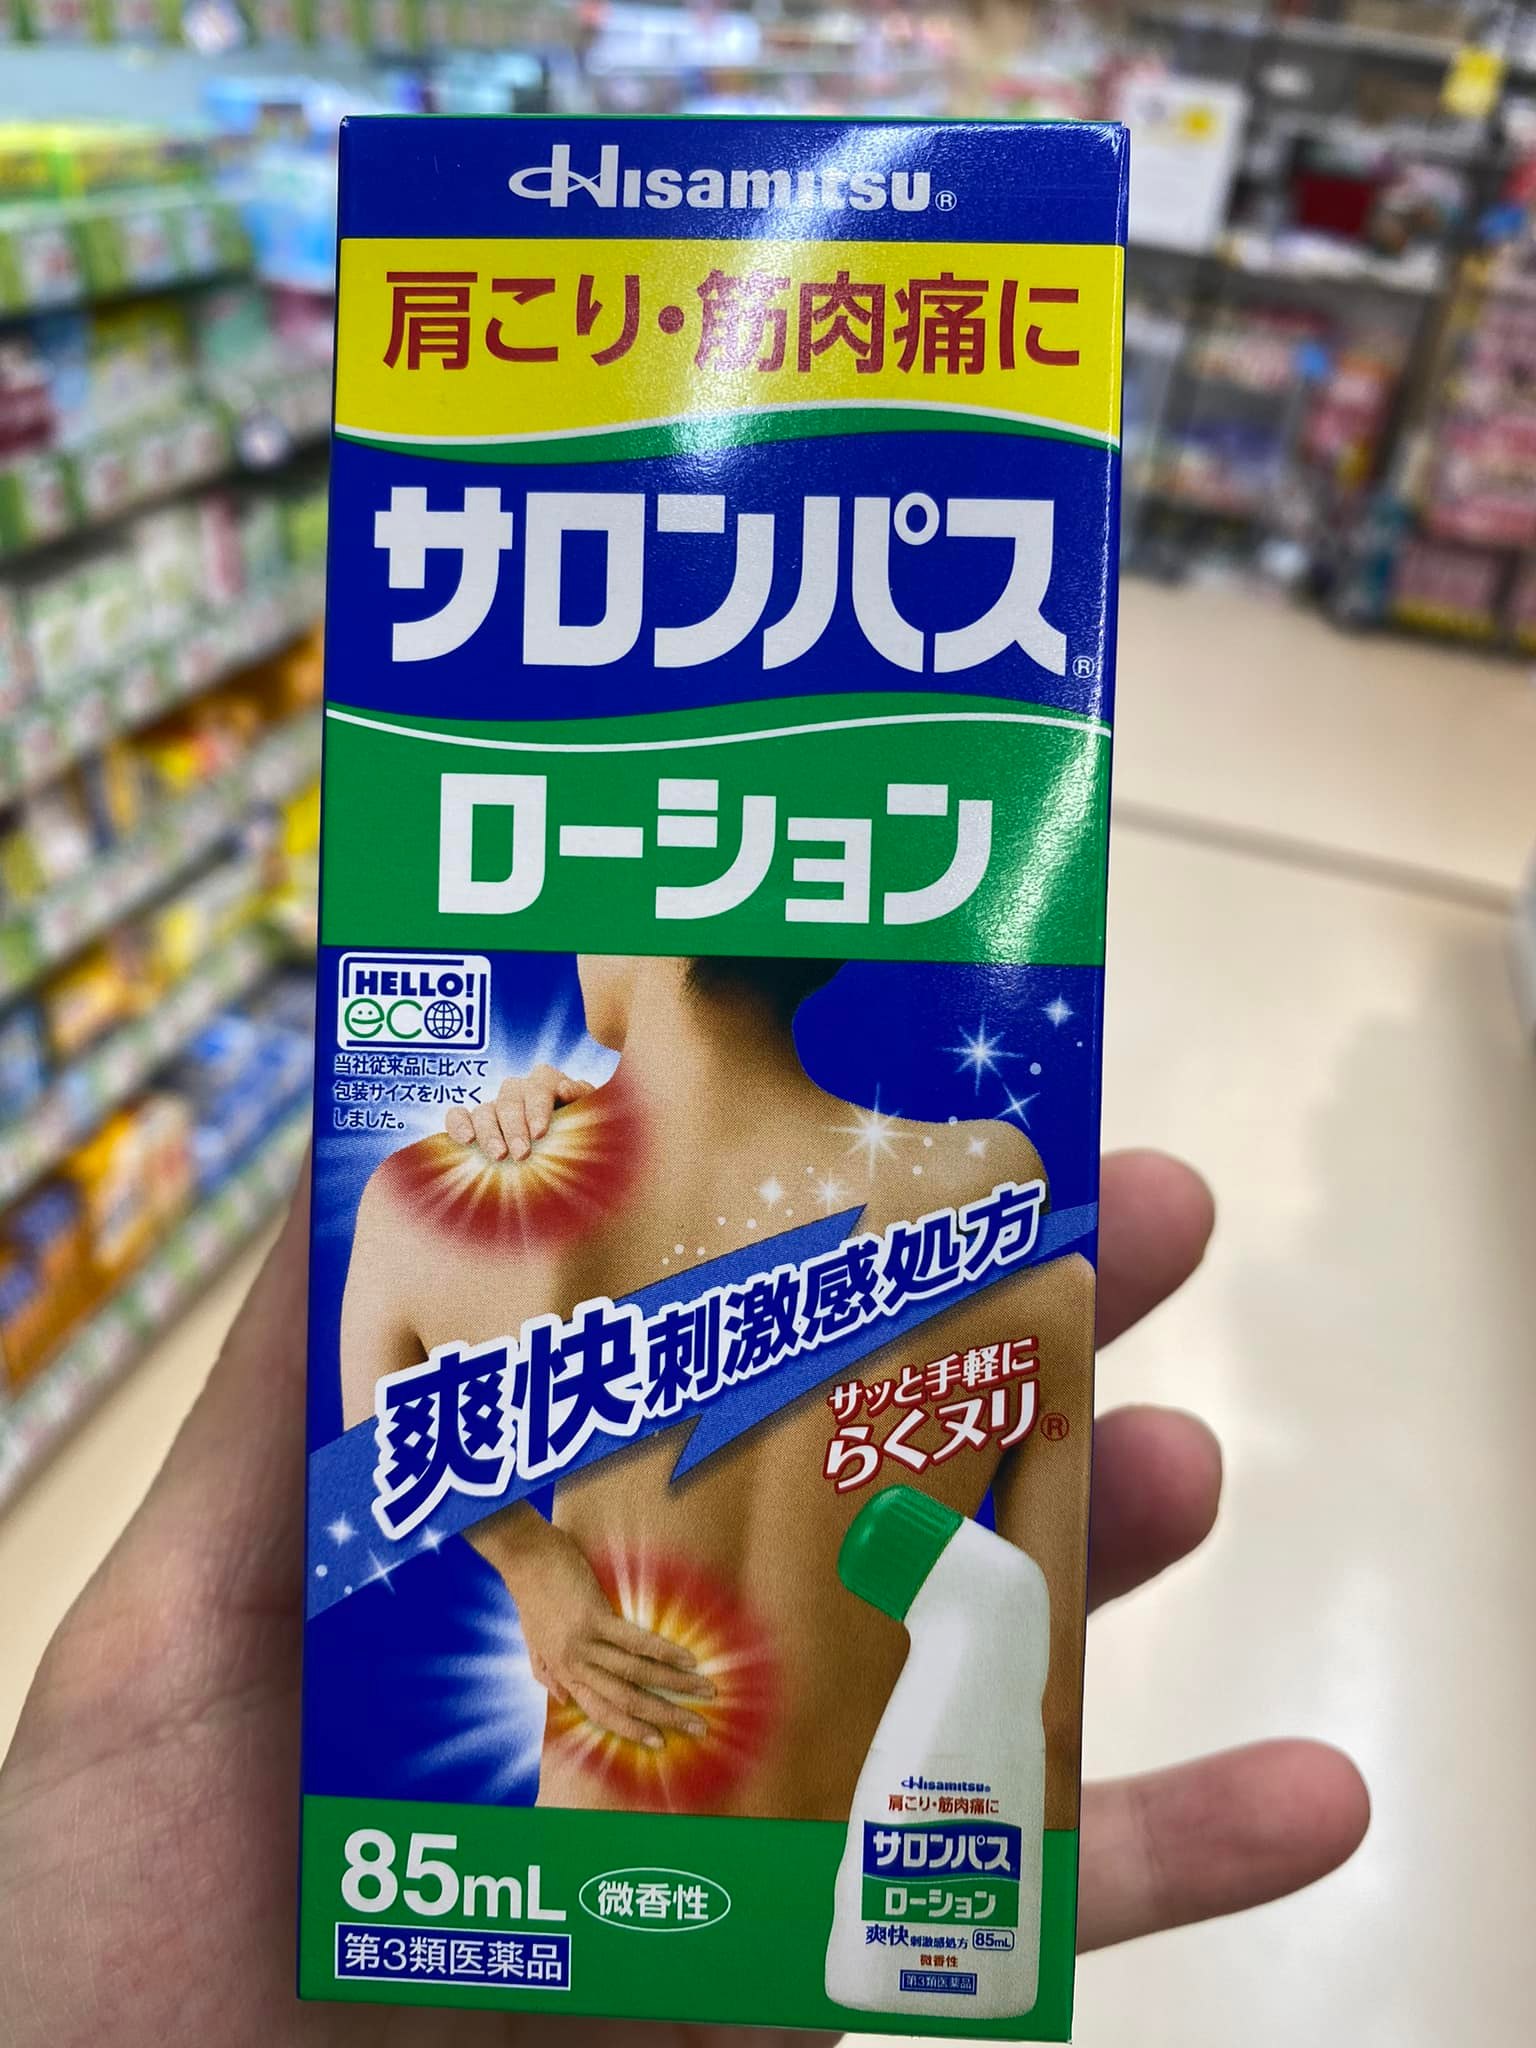 Hisamitsu®
肩こり・筋肉痛に
サロンパス®
ローション
HELLO!
eco!
当社従来品に比べて
包装サイズを小さく
しました。
爽快刺激感処方
サッと手軽に
らくヌリ®
Hisamitsu®
肩こり・筋肉痛に
サロンパス
ローション
爽快刺激感処方 85mL
微香性
第3類医薬品
85mL 微香性
第3類医薬品